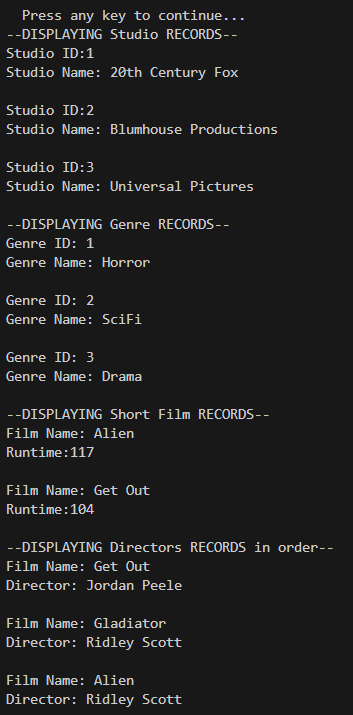 Press any key to continue...
--DISPLAYING Studio RECORDS--
Studio ID:1
Studio Name: 20th Century Fox
Studio ID:2
Studio Name: Blumhouse Productions
Studio ID:3
Studio Name: Universal Pictures
--DISPLAYING Genre RECORDS--
Genre ID: 1
Genre Name: Horror
Genre ID: 2
Genre Name: SciFi
Genre ID: 3
Genre Name: Drama
--DISPLAYING Short Film RECORDS--
Film Name: Alien
Runtime:117
Film Name: Get Out
Runtime:104
--DISPLAYING Directors RECORDS in order--
Film Name: Get Out
Director: Jordan Peele
Film Name: Gladiator
Director: Ridley Scott
Film Name: Alien
Director: Ridley Scott